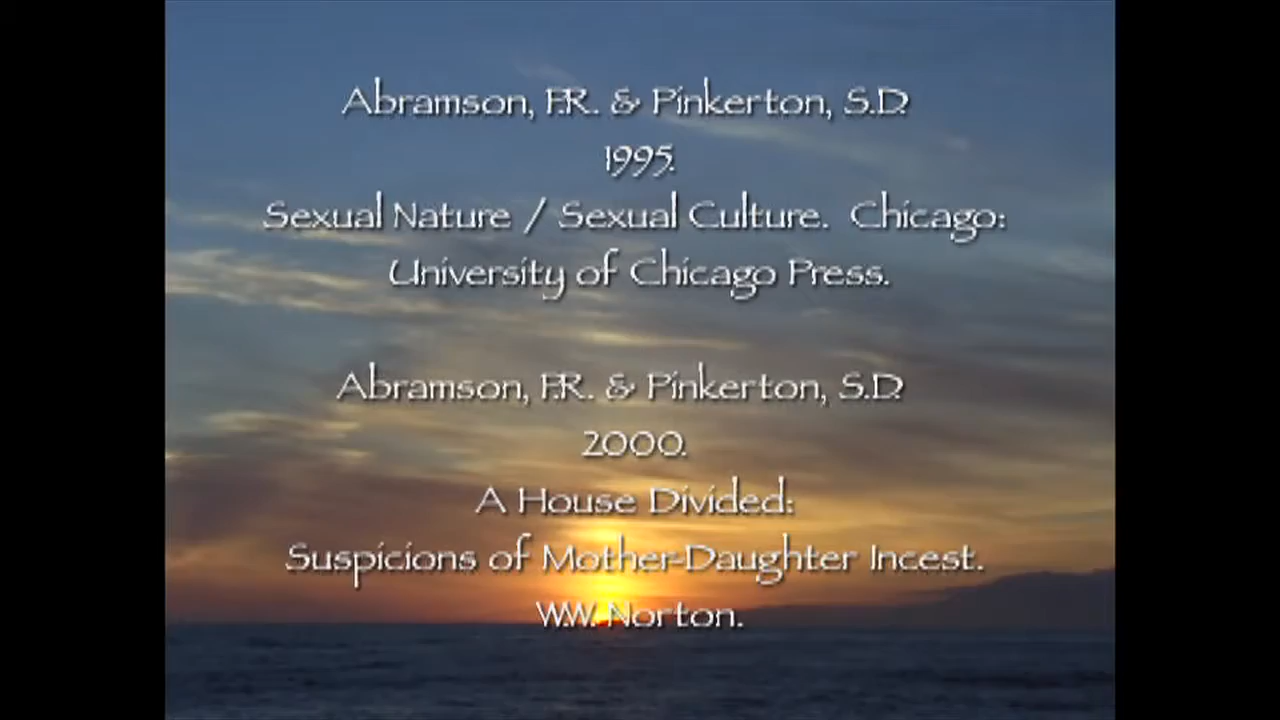 Abramson, P.R. & Pinkerton, S.D.
1995.
Sexual Nature / Sexual Culture. Chicago:
University of Chicago Press.
Abramson, P.R. & Pinkerton, S.D.
2000.
A House Divided:
Suspicions of Mother-Daughter Incest.
W.W. Norton.